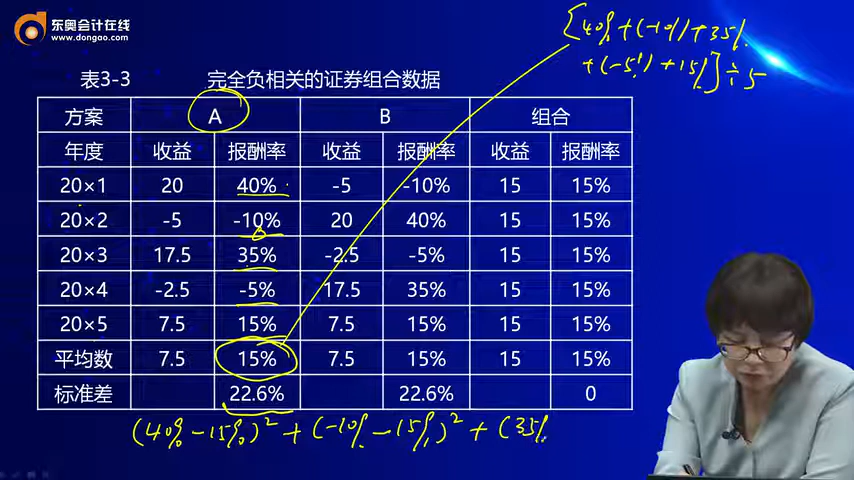 东奥会计在线
www.dongao.com
[40%+(-10%)+35%
+(-5%)+15%]÷5
表3-3 完全负相关的证券组合数据
方案 A B 组合
年度 收益 报酬率 收益 报酬率 收益 报酬率
20×1 20 40% -5 -10% 15 15%
20×2 -5 -10% 20 40% 15 15%
20×3 17.5 35% -2.5 -5% 15 15%
20×4 -2.5 -5% 17.5 35% 15 15%
20×5 7.5 15% 7.5 15% 15 15%
平均数 7.5 15% 7.5 15% 15 15%
标准差 22.6% 22.6% 0
(40%-15%)²+(-10%-15%)²+(35%